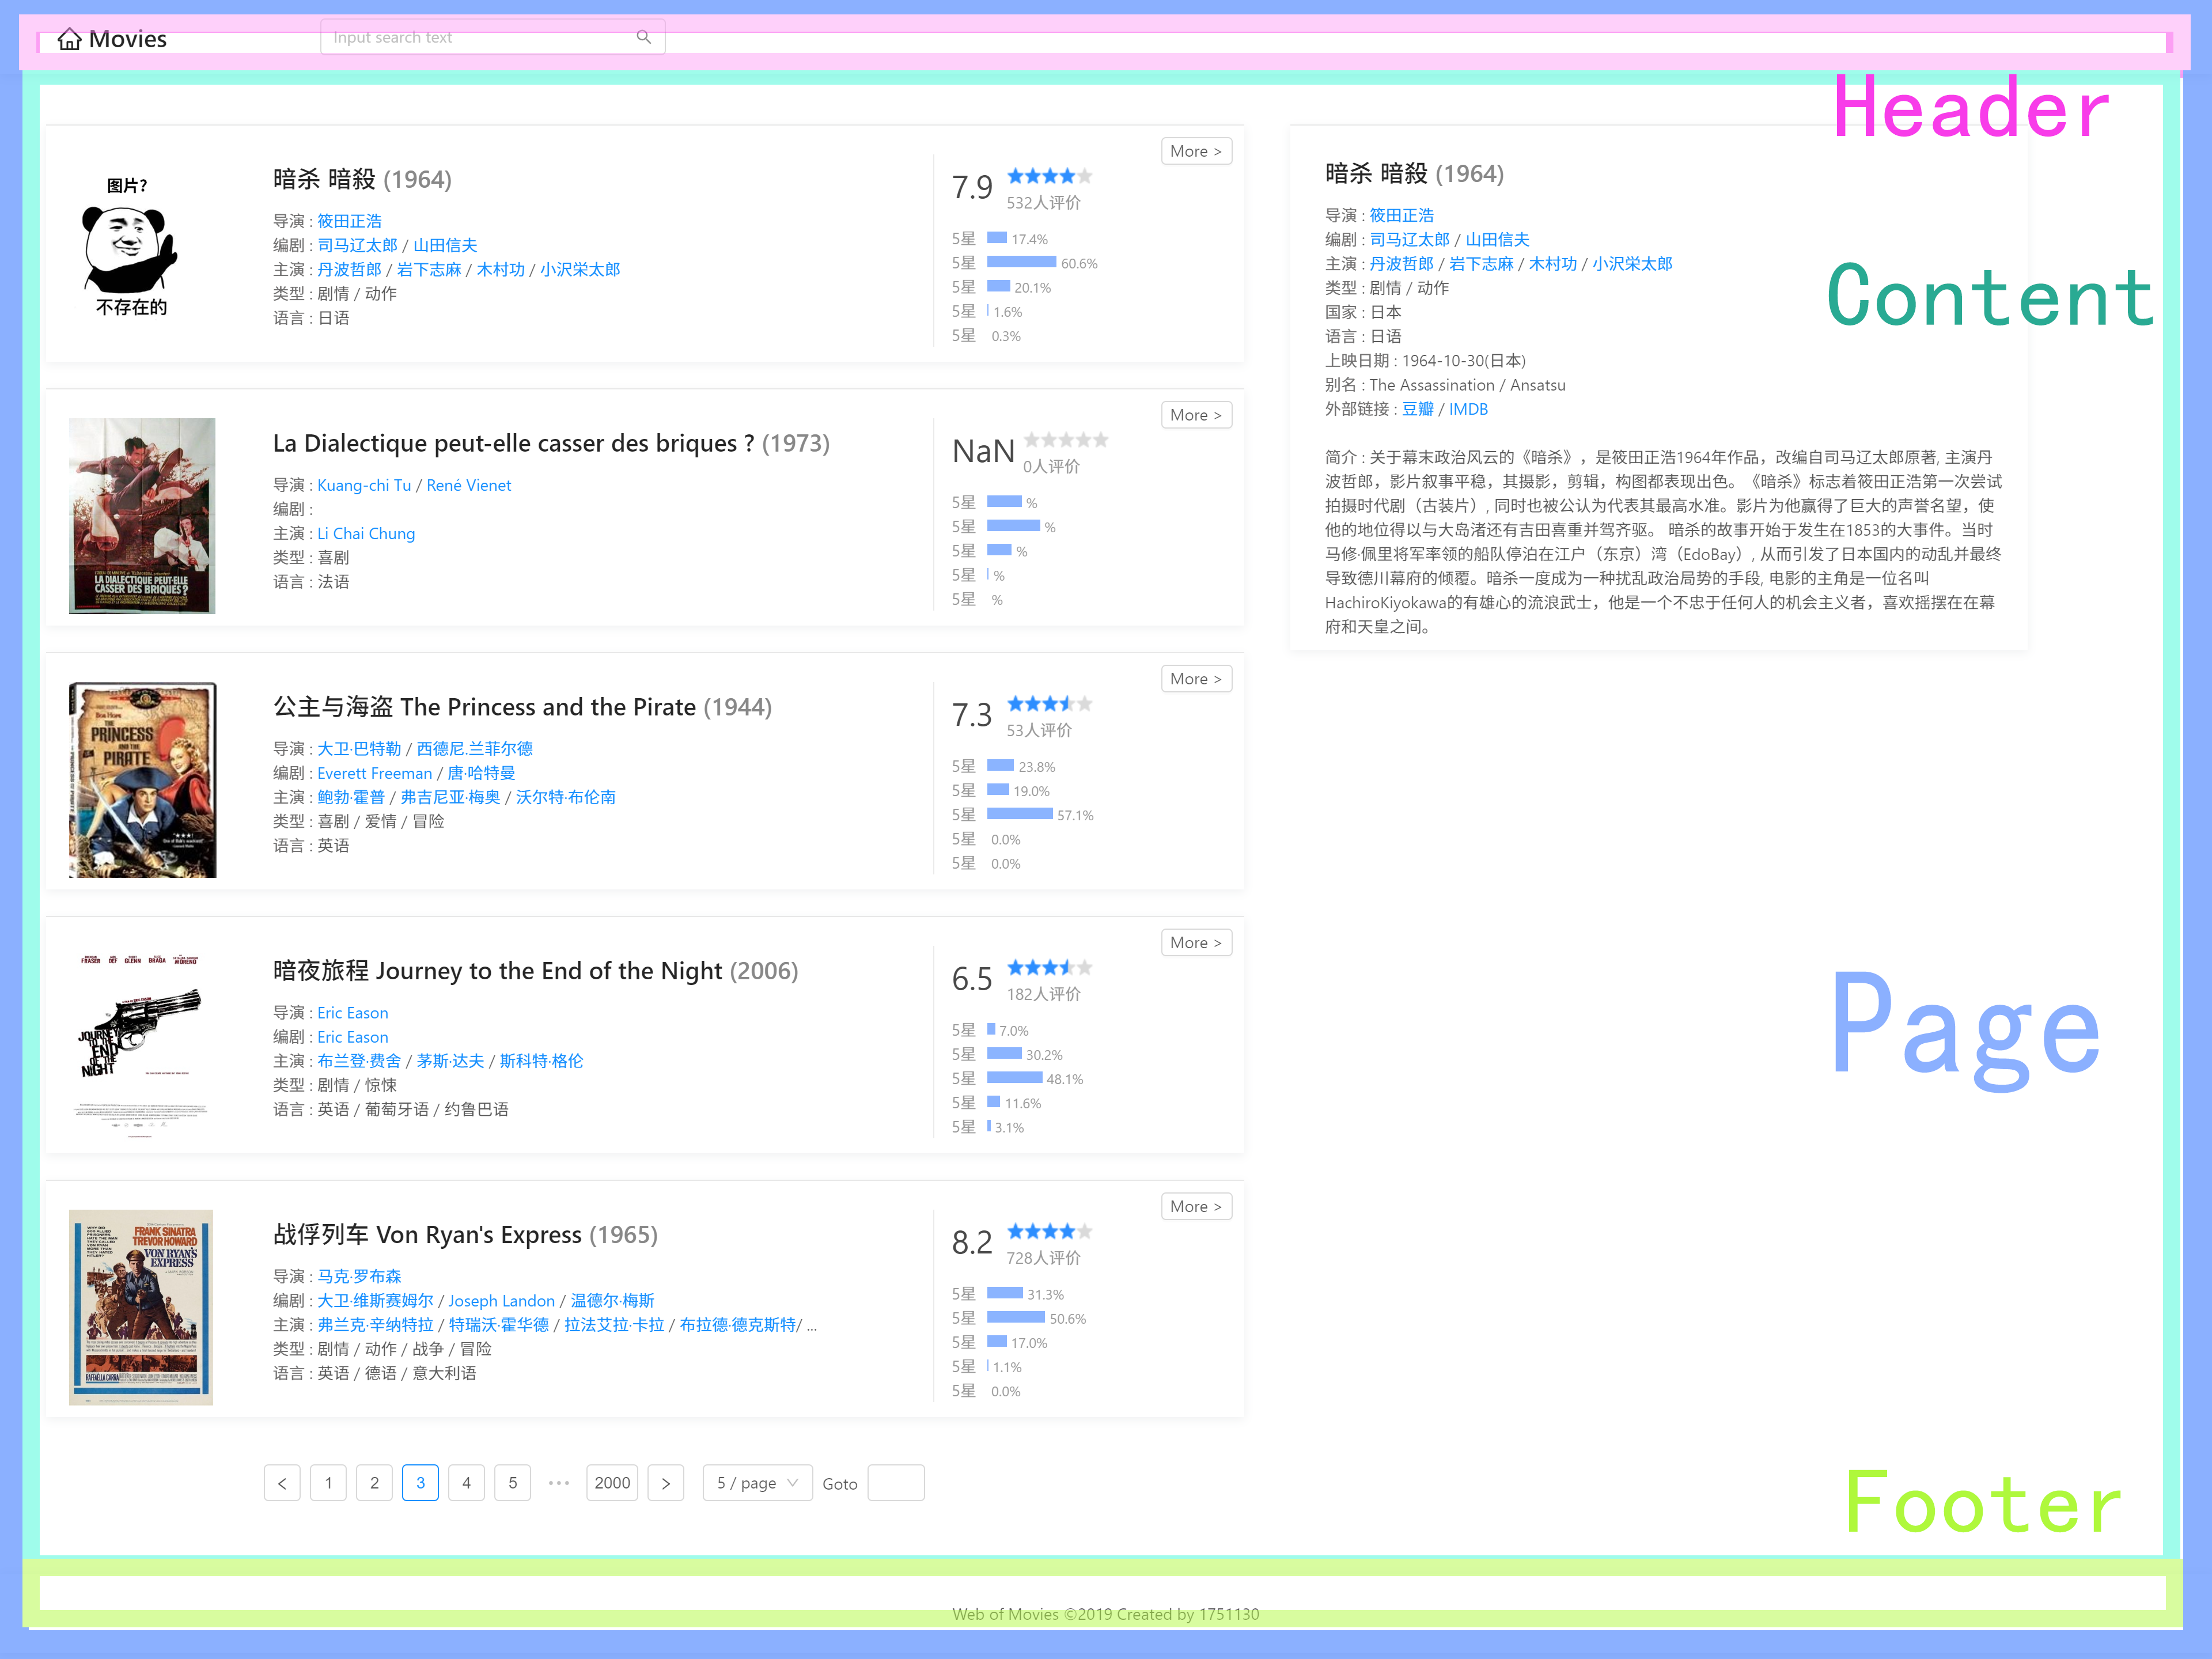 Movies
Input search text
Header
More >
图片?
不存在的
暗杀 暗殺 (1964)
导演 : 筱田正浩
编剧 : 司马辽太郎 / 山田信夫
主演 : 丹波哲郎 / 岩下志麻 / 木村功 / 小沢栄太郎
类型 : 剧情 / 动作
语言 : 日语
7.9
532人评价
5星 17.4%
5星 60.6%
5星 20.1%
5星 1.6%
5星 0.3%
暗杀 暗殺 (1964)
导演 : 筱田正浩
编剧 : 司马辽太郎 / 山田信夫
主演 : 丹波哲郎 / 岩下志麻 / 木村功 / 小沢栄太郎
类型 : 剧情 / 动作
国家 : 日本
语言 : 日语
上映日期 : 1964-10-30(日本)
别名 : The Assassination / Ansatsu
外部链接 : 豆瓣 / IMDB
简介 : 关于幕末政治风云的《暗杀》，是筱田正浩1964年作品，改编自司马辽太郎原著, 主演丹
波哲郎，影片叙事平稳，其摄影，剪辑，构图都表现出色。《暗杀》标志着筱田正浩第一次尝试
拍摄时代剧（古装片）, 同时也被公认为代表其最高水准。影片为他赢得了巨大的声誉名望，使
他的地位得以与大岛渚还有吉田喜重并驾齐驱。 暗杀的故事开始于发生在1853的大事件。当时
马修·佩里将军率领的船队停泊在江户（东京）湾（EdoBay）, 从而引发了日本国内的动乱并最终
导致德川幕府的倾覆。暗杀一度成为一种扰乱政治局势的手段, 电影的主角是一位名叫
HachiroKiyokawa的有雄心的流浪武士，他是一个不忠于任何人的机会主义者，喜欢摇摆在在幕
府和天皇之间。
Content
More >
LA DIALECTIQUE PEUT-ELLE
CASSER DES BRIQUES?
La Dialectique peut-elle casser des briques ? (1973)
导演 : Kuang-chi Tu / René Vienet
编剧 :
主演 : Li Chai Chung
类型 : 喜剧
语言 : 法语
NaN
0人评价
5星 %
5星 %
5星 %
5星 %
5星 %
More >
PRINCESS
AND THE
PIRATE
公主与海盗 The Princess and the Pirate (1944)
导演 : 大卫·巴特勒 / 西德尼.兰菲尔德
编剧 : Everett Freeman / 唐·哈特曼
主演 : 鲍勃·霍普 / 弗吉尼亚·梅奥 / 沃尔特·布伦南
类型 : 喜剧 / 爱情 / 冒险
语言 : 英语
7.3
53人评价
5星 23.8%
5星 19.0%
5星 57.1%
5星 0.0%
5星 0.0%
Page
More >
FRASER DEF GLENN BRAGA MORENO
JOURNEY
TO THE
END
OF THE
NIGHT
暗夜旅程 Journey to the End of the Night (2006)
导演 : Eric Eason
编剧 : Eric Eason
主演 : 布兰登·费舍 / 茅斯·达夫 / 斯科特·格伦
类型 : 剧情 / 惊悚
语言 : 英语 / 葡萄牙语 / 约鲁巴语
6.5
182人评价
5星 7.0%
5星 30.2%
5星 48.1%
5星 11.6%
5星 3.1%
More >
FRANK SINATRA
TREVOR HOWARD
VON RYAN'S
EXPRESS
RAFFAELLA CARRA
战俘列车 Von Ryan's Express (1965)
导演 : 马克·罗布森
编剧 : 大卫·维斯赛姆尔 / Joseph Landon / 温德尔·梅斯
主演 : 弗兰克·辛纳特拉 / 特瑞沃·霍华德 / 拉法艾拉·卡拉 / 布拉德·德克斯特/ ...
类型 : 剧情 / 动作 / 战争 / 冒险
语言 : 英语 / 德语 / 意大利语
8.2
728人评价
5星 31.3%
5星 50.6%
5星 17.0%
5星 1.1%
5星 0.0%
< 1 2 3 4 5 ••• 2000 > 5 / page Goto
Footer
Web of Movies ©2019 Created by 1751130